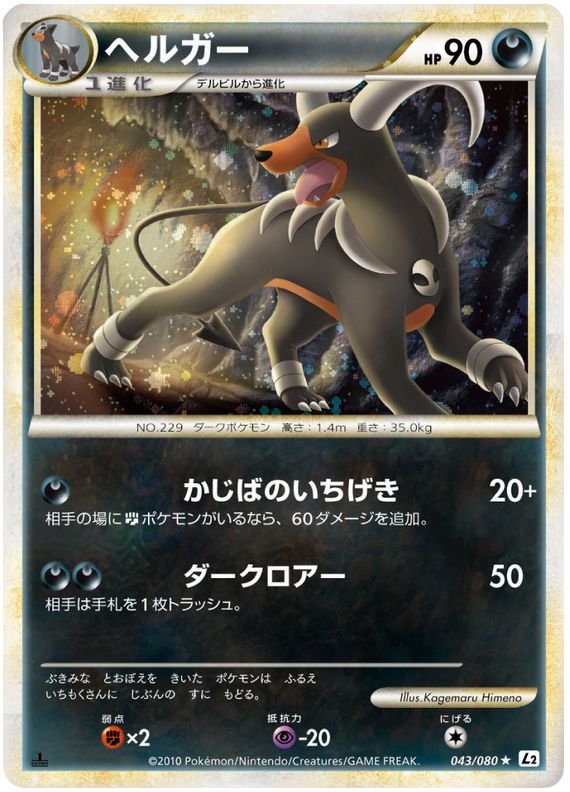 ヘルガー
HP 90
1進化
デルビルから進化
NO.229 ダークポケモン 高さ：1.4m 重さ：35.0kg
かじばのいちげき 20+
相手の場にポケモンがいるなら、60ダメージを追加。
ダークロアー 50
相手は手札を1枚トラッシュ。
ぶきみな とおぼえを きいた ポケモンは ふるえ
いちもくさんに じぶんの すに もどる。
Illus.Kagemaru Himeno
弱点 抵抗力 にげる
×2 -20
©2010 Pokémon/Nintendo/Creatures/GAME FREAK. 043/080 ★ L2